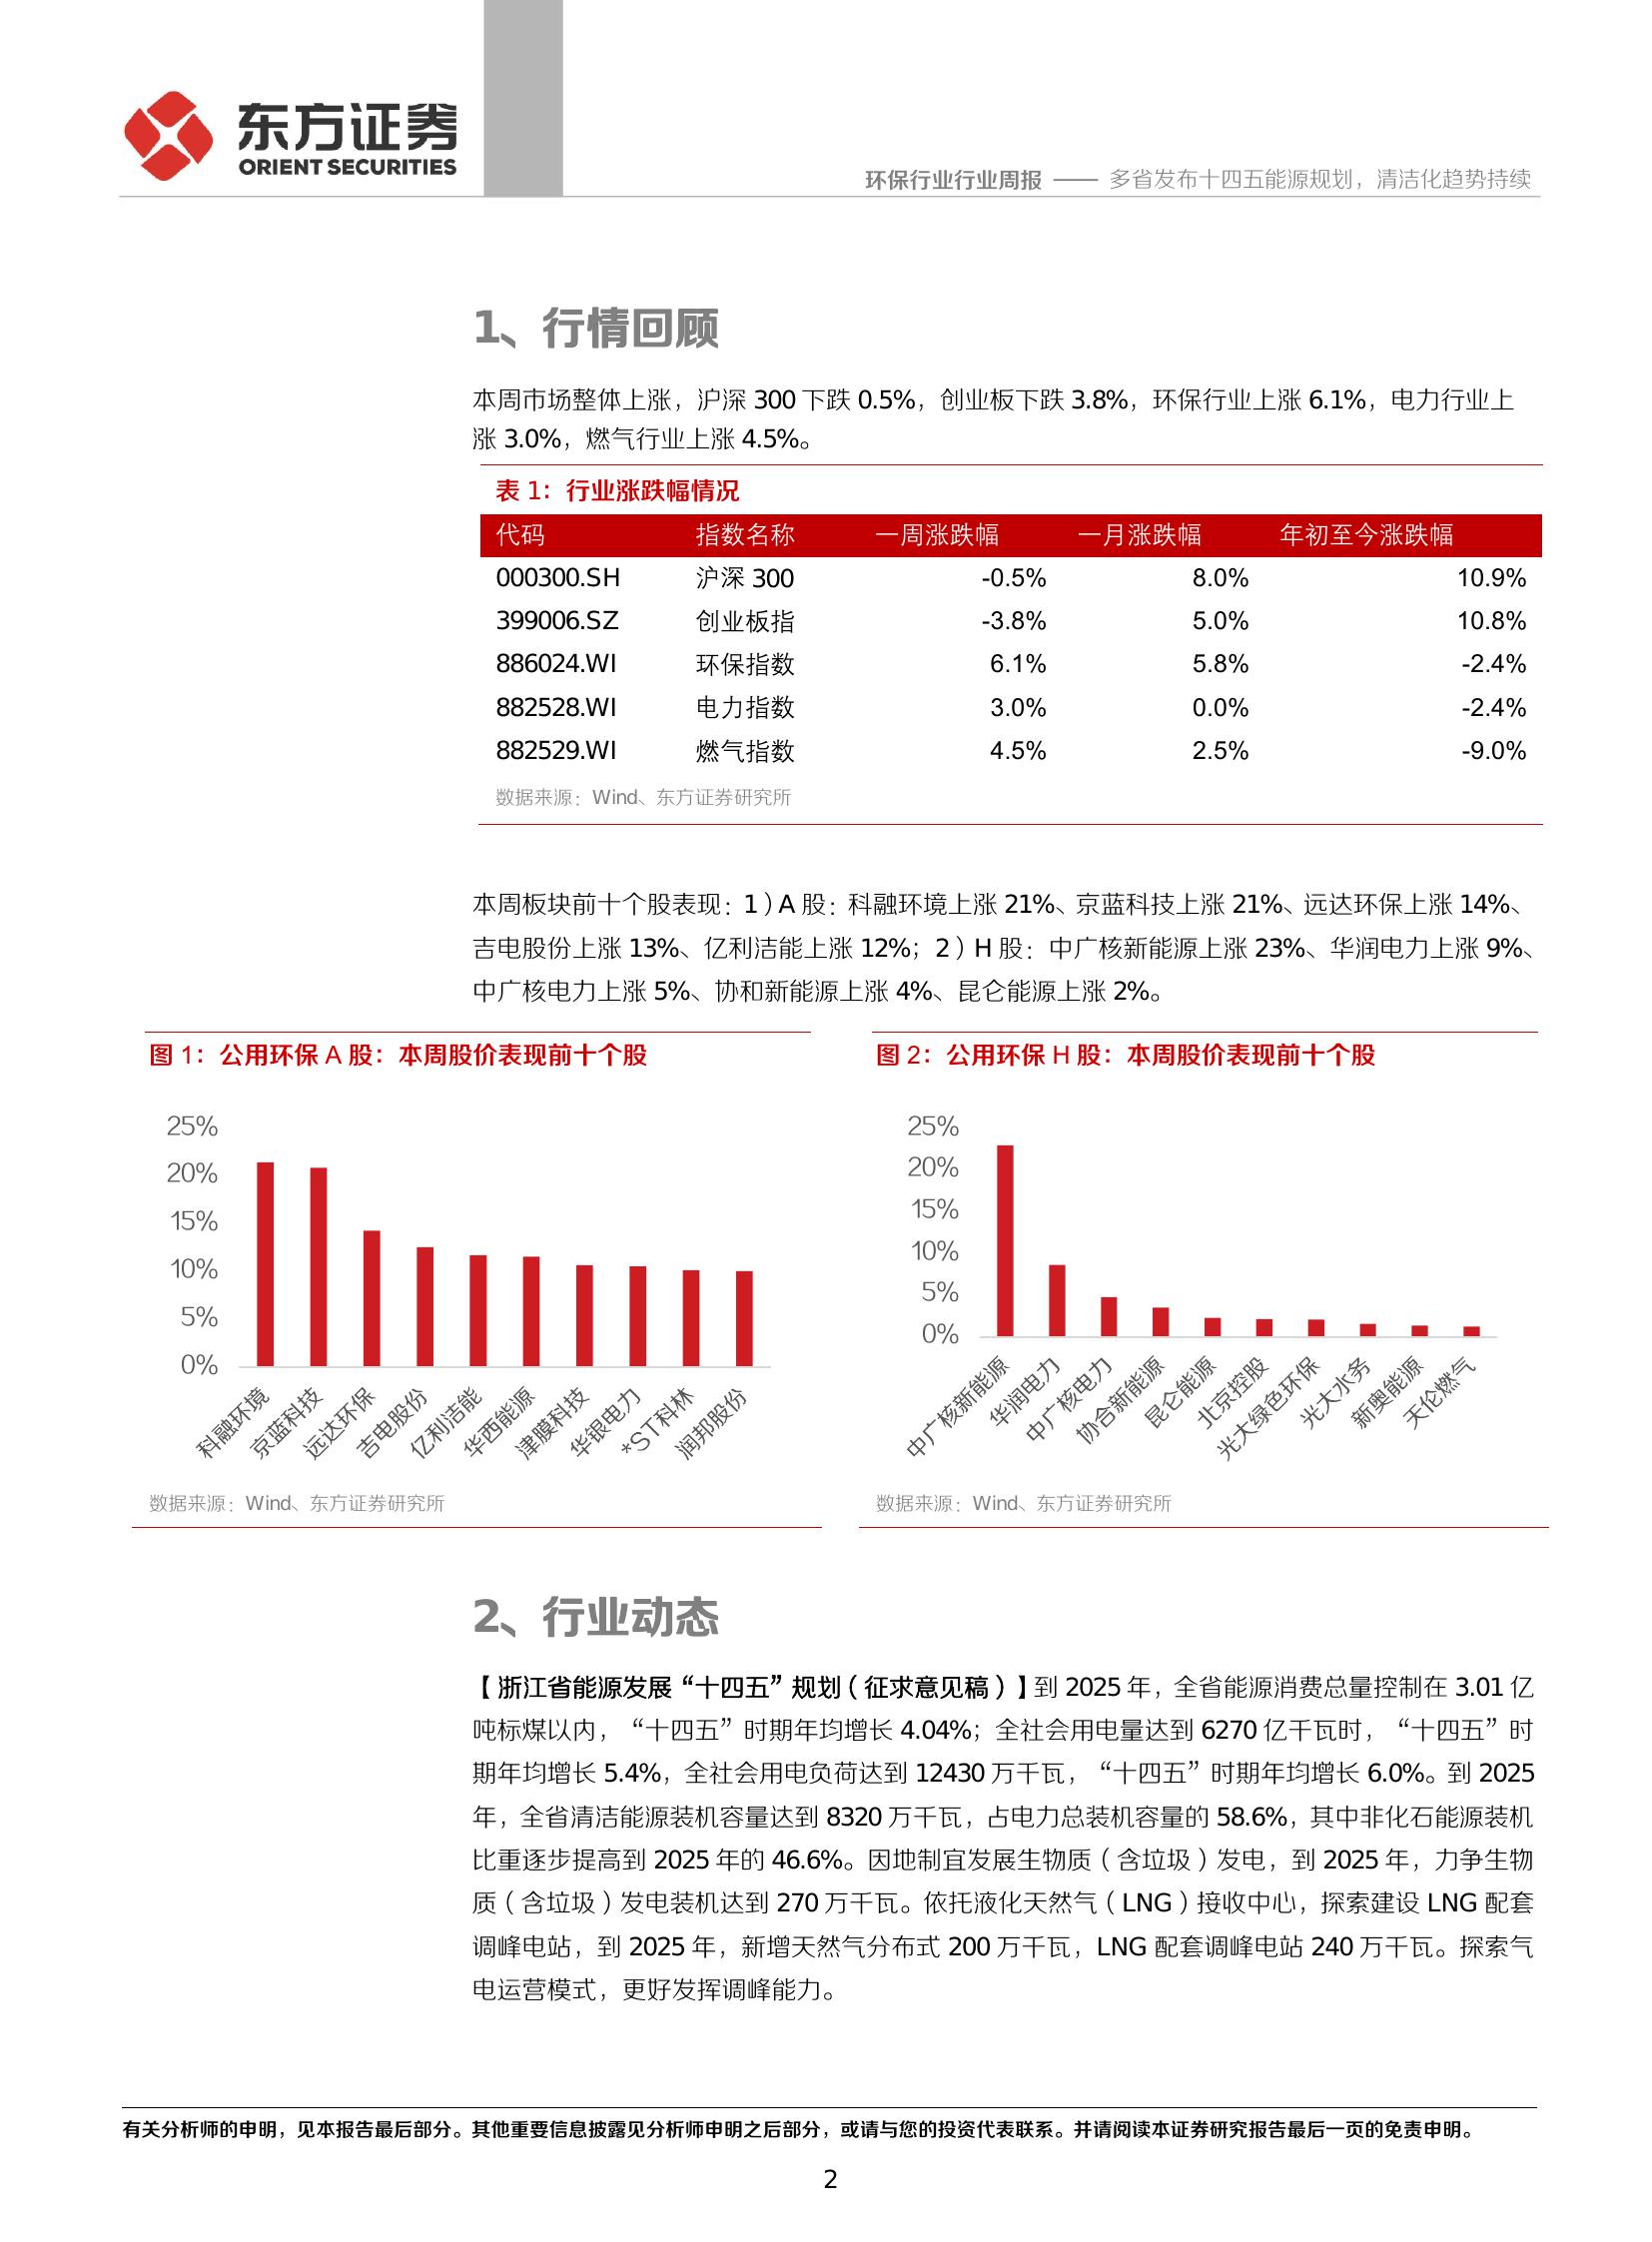 东方证券
ORIENT SECURITIES
环保行业行业周报 —— 多省发布十四五能源规划，清洁化趋势持续
1、行情回顾
本周市场整体上涨，沪深 300 下跌 0.5%，创业板下跌 3.8%，环保行业上涨 6.1%，电力行业上
涨 3.0%，燃气行业上涨 4.5%。
表 1：行业涨跌幅情况
代码 指数名称 一周涨跌幅 一月涨跌幅 年初至今涨跌幅
000300.SH 沪深 300 -0.5% 8.0% 10.9%
399006.SZ 创业板指 -3.8% 5.0% 10.8%
886024.WI 环保指数 6.1% 5.8% -2.4%
882528.WI 电力指数 3.0% 0.0% -2.4%
882529.WI 燃气指数 4.5% 2.5% -9.0%
数据来源：Wind、东方证券研究所
本周板块前十个股表现：1）A 股：科融环境上涨 21%、京蓝科技上涨 21%、远达环保上涨 14%、
吉电股份上涨 13%、亿利洁能上涨 12%；2）H 股：中广核新能源上涨 23%、华润电力上涨 9%、
中广核电力上涨 5%、协和新能源上涨 4%、昆仑能源上涨 2%。
图 1：公用环保 A 股：本周股价表现前十个股
25%
20%
15%
10%
5%
0%
科融环境
京蓝科技
远达环保
吉电股份
亿利洁能
华西能源
津膜科技
华银电力
*ST科林
润邦股份
数据来源：Wind、东方证券研究所
图 2：公用环保 H 股：本周股价表现前十个股
25%
20%
15%
10%
5%
0%
中广核新能源
华润电力
中广核电力
协合新能源
昆仑能源
北京控股
光大绿色环保
光大水务
新奥能源
天伦燃气
数据来源：Wind、东方证券研究所
2、行业动态
【浙江省能源发展“十四五”规划（征求意见稿）】到 2025 年，全省能源消费总量控制在 3.01 亿
吨标煤以内，“十四五”时期年均增长 4.04%；全社会用电量达到 6270 亿千瓦时，“十四五”时
期年均增长 5.4%，全社会用电负荷达到 12430 万千瓦，“十四五”时期年均增长 6.0%。到 2025
年，全省清洁能源装机容量达到 8320 万千瓦，占电力总装机容量的 58.6%，其中非化石能源装机
比重逐步提高到 2025 年的 46.6%。因地制宜发展生物质（含垃圾）发电，到 2025 年，力争生物
质（含垃圾）发电装机达到 270 万千瓦。依托液化天然气（LNG）接收中心，探索建设 LNG 配套
调峰电站，到 2025 年，新增天然气分布式 200 万千瓦，LNG 配套调峰电站 240 万千瓦。探索气
电运营模式，更好发挥调峰能力。
有关分析师的申明，见本报告最后部分。其他重要信息披露见分析师申明之后部分，或请与您的投资代表联系。并请阅读本证券研究报告最后一页的免责申明。
2